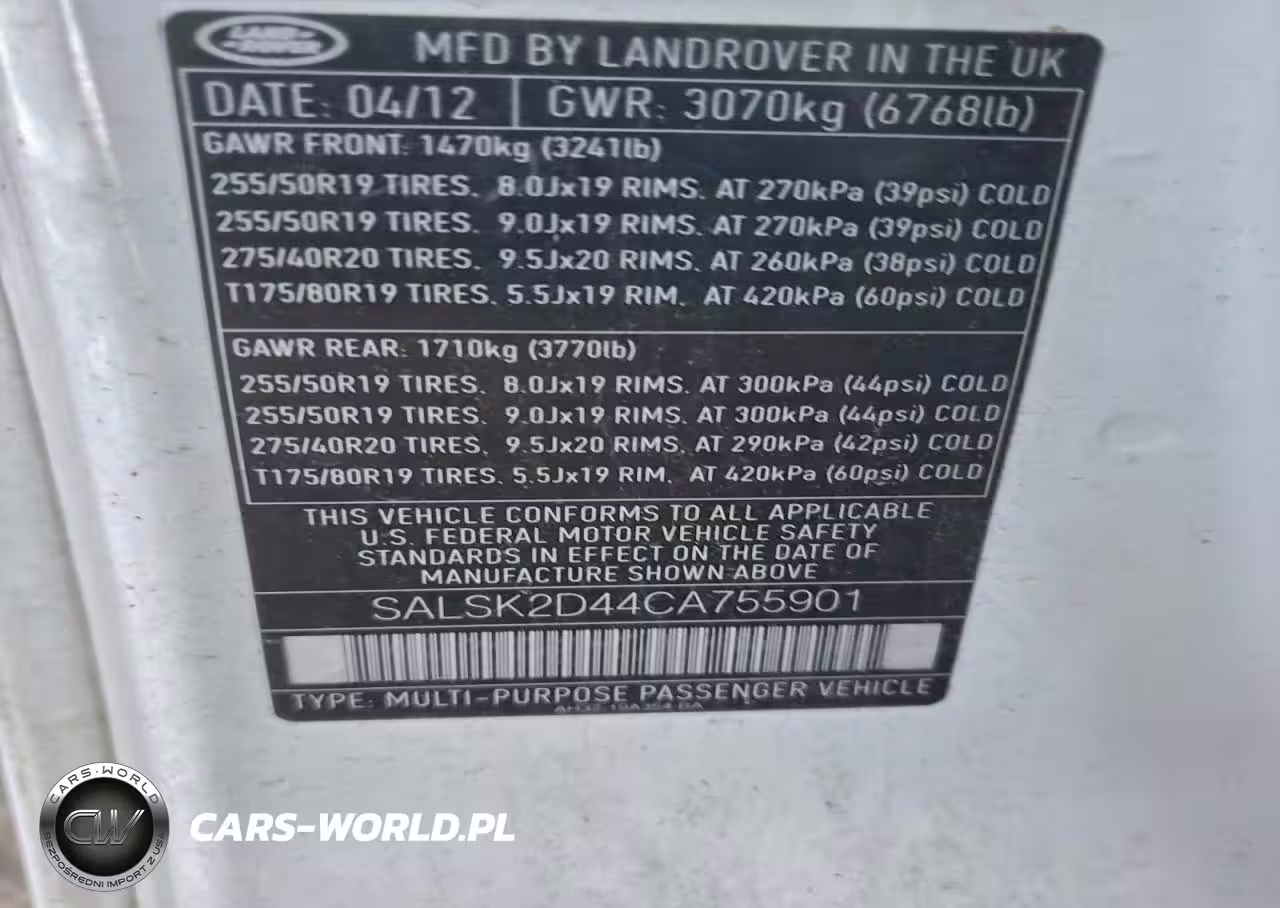 LAND-
-ROVER
MFD BY LANDROVER IN THE UK
DATE: 04/12 GWR: 3070kg (6768lb)
GAWR FRONT: 1470kg (3241lb)
255/50R19 TIRES. 8.0Jx19 RIMS. AT 270kPa (39psi) COLD
255/50R19 TIRES. 9.0Jx19 RIMS. AT 270kPa (39psi) COLD
275/40R20 TIRES. 9.5Jx20 RIMS. AT 260kPa (38psi) COLD
T175/80R19 TIRES. 5.5Jx19 RIM. AT 420kPa (60psi) COLD
GAWR REAR: 1710kg (3770lb)
255/50R19 TIRES. 8.0Jx19 RIMS. AT 300kPa (44psi) COLD
255/50R19 TIRES. 9.0Jx19 RIMS. AT 300kPa (44psi) COLD
275/40R20 TIRES. 9.5Jx20 RIMS. AT 290kPa (42psi) COLD
T175/80R19 TIRES. 5.5Jx19 RIM. AT 420kPa (60psi) COLD
THIS VEHICLE CONFORMS TO ALL APPLICABLE
U.S. FEDERAL MOTOR VEHICLE SAFETY
STANDARDS IN EFFECT ON THE DATE OF
MANUFACTURE SHOWN ABOVE
SALSK2D44CA755901
TYPE: MULTI-PURPOSE PASSENGER VEHICLE
CARS-WORLD
CW
BEZPOŚREDNI IMPORT Z USA
CARS-WORLD.PL